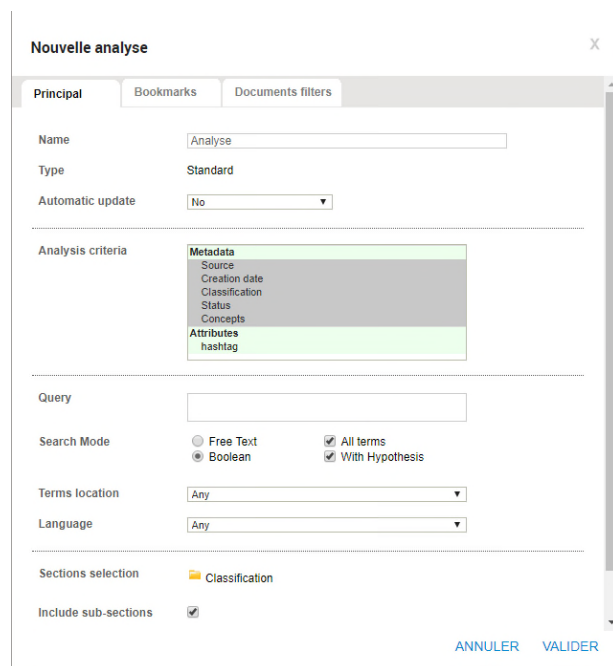 Nouvelle analyse
X
Principal
Bookmarks
Documents filters
Name
Analyse
Type
Standard
Automatic update
No
Analysis criteria
Metadata
Source
Creation date
Classification
Status
Concepts
Attributes
hashtag
Query
Search Mode
Free Text
All terms
Boolean
With Hypothesis
Terms location
Any
Language
Any
Sections selection
Classification
Include sub-sections
ANNULER
VALIDER